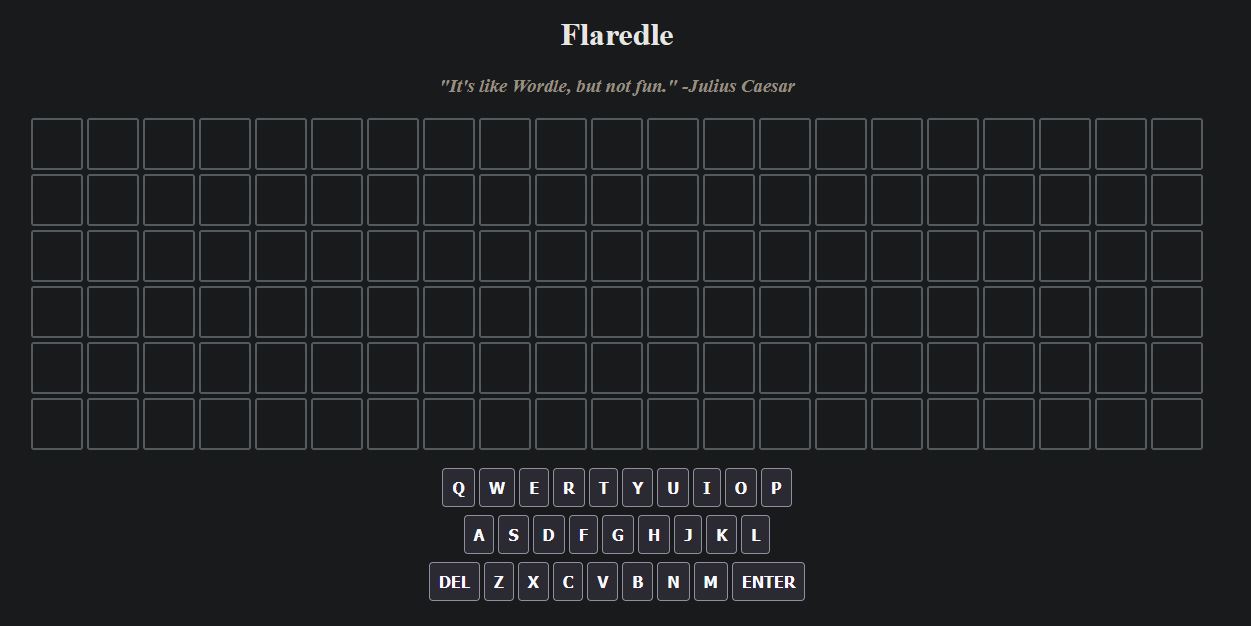 Flaredle
"It's like Wordle, but not fun." -Julius Caesar
Q W E R T Y U I O P
A S D F G H J K L
DEL Z X C V B N M ENTER